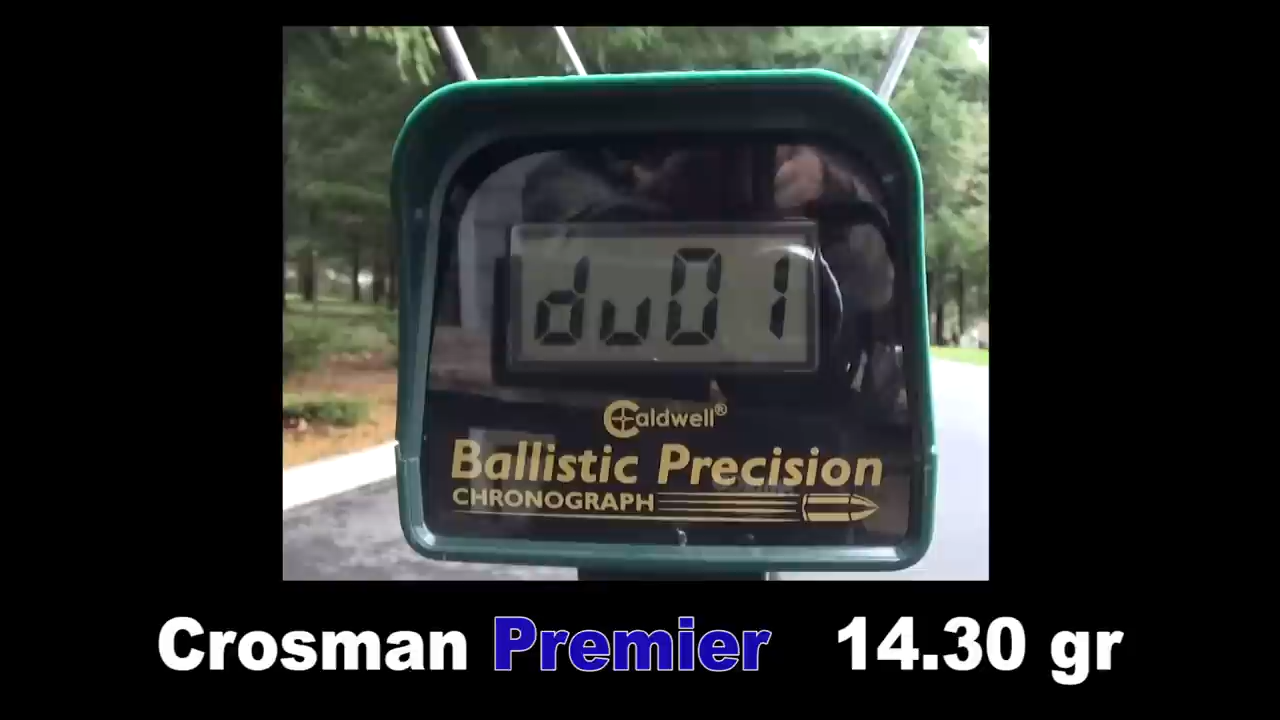 du01
Caldwell®
Ballistic Precision
CHRONOGRAPH
Crosman Premier 14.30 gr